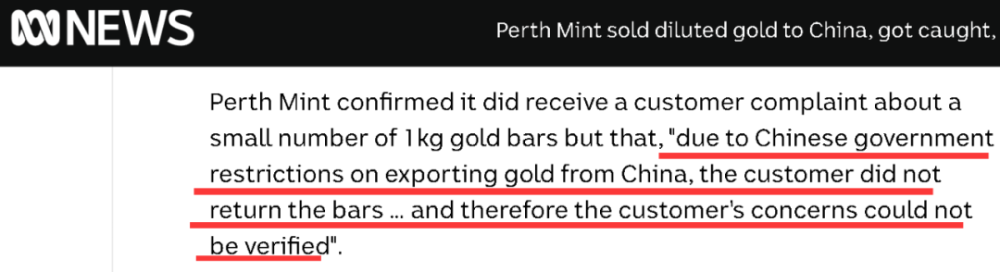 NEWS
Perth Mint sold diluted gold to China, got caught,
Perth Mint confirmed it did receive a customer complaint about a
small number of 1kg gold bars but that, "due to Chinese government
restrictions on exporting gold from China, the customer did not
return the bars ... and therefore the customer's concerns could not
be verified".